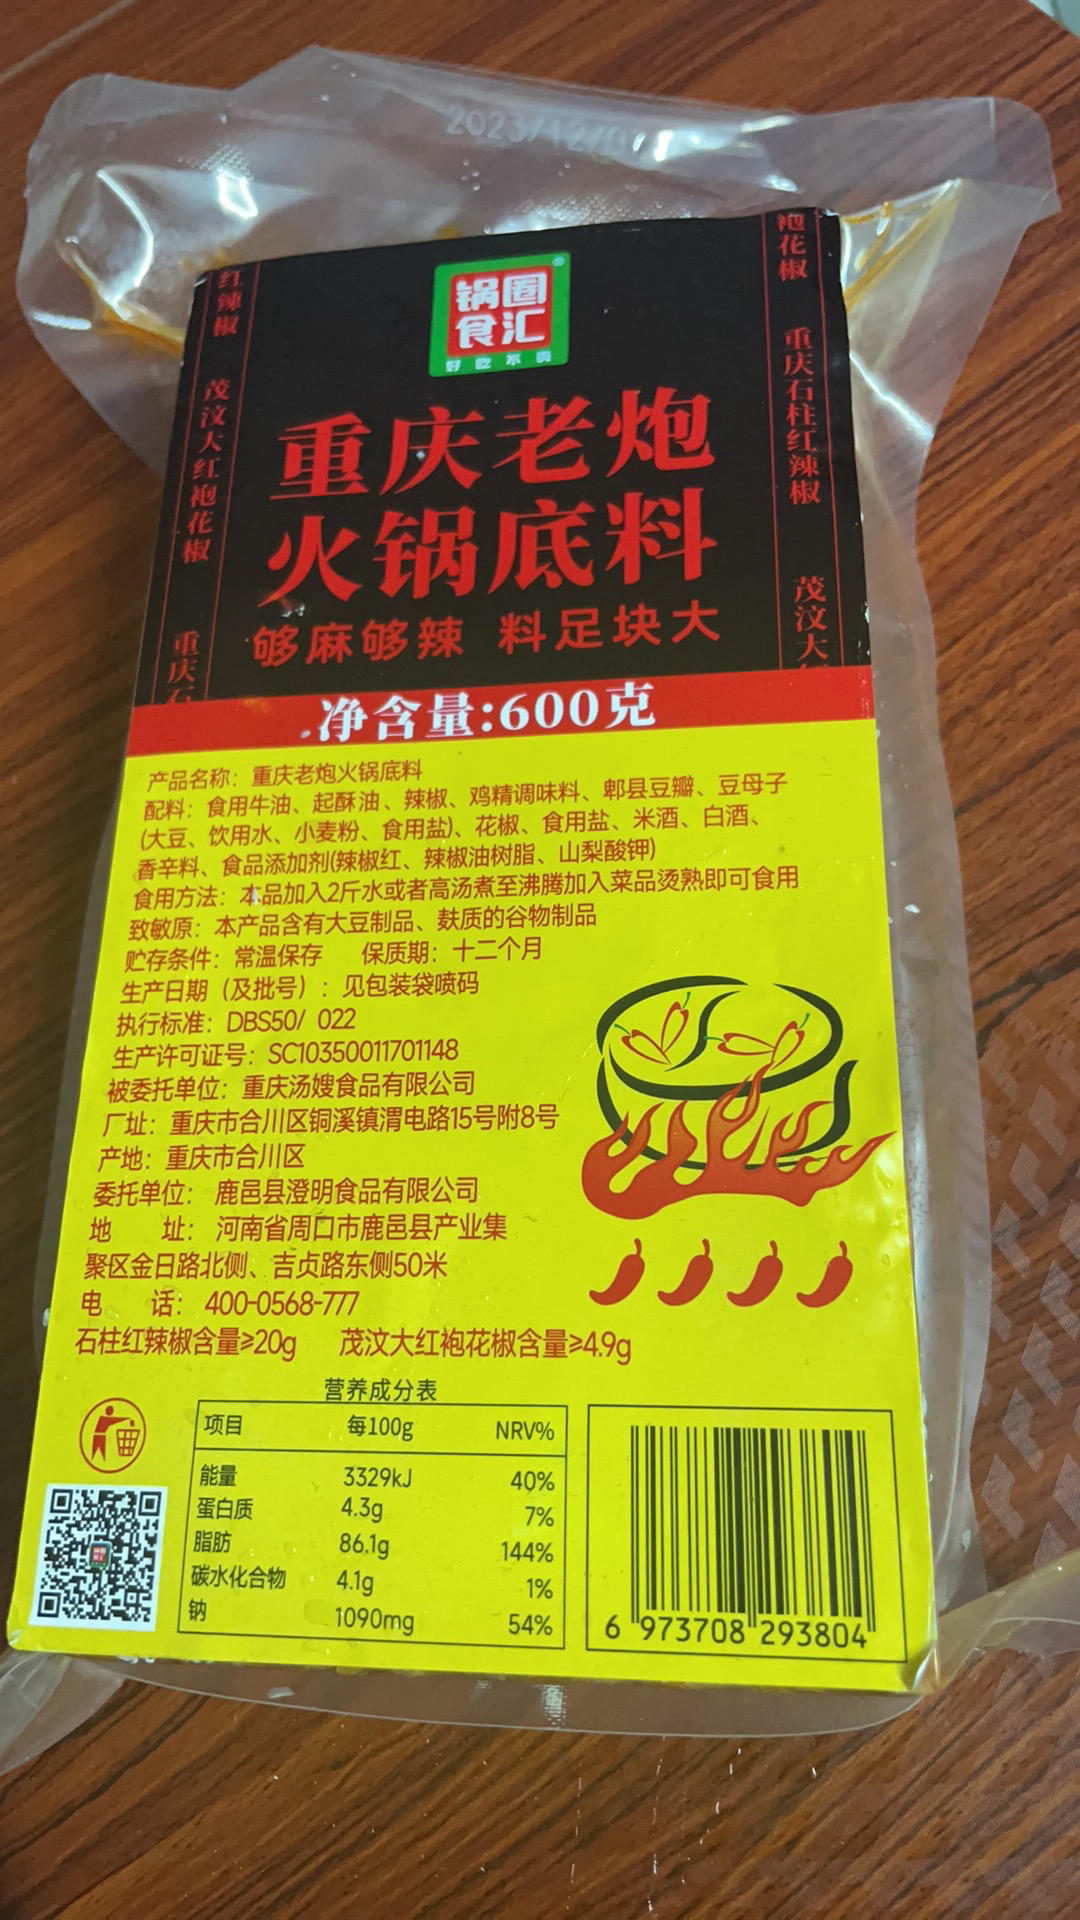 2023/12/0
锅圈
食汇
®
好吃不贵
红辣椒 茂汶大红袍花椒 重庆石
袍花椒 重庆石柱红辣椒 茂汶大
重庆老炮
火锅底料
够麻够辣 料足块大
净含量:600克
产品名称：重庆老炮火锅底料
配料：食用牛油、起酥油、辣椒、鸡精调味料、郫县豆瓣、豆母子
(大豆、饮用水、小麦粉、食用盐)、花椒、食用盐、米酒、白酒、
香辛料、食品添加剂(辣椒红、辣椒油树脂、山梨酸钾)
食用方法：本品加入2斤水或者高汤煮至沸腾加入菜品烫熟即可食用
致敏原：本产品含有大豆制品、麸质的谷物制品
贮存条件：常温保存 保质期：十二个月
生产日期（及批号）：见包装袋喷码
执行标准：DBS50/ 022
生产许可证号：SC10350011701148
被委托单位：重庆汤嫂食品有限公司
厂址：重庆市合川区铜溪镇渭电路15号附8号
产地：重庆市合川区
委托单位： 鹿邑县澄明食品有限公司
地 址： 河南省周口市鹿邑县产业集
聚区金日路北侧、吉贞路东侧50米
电 话： 400-0568-777
石柱红辣椒含量≥20g 茂汶大红袍花椒含量≥4.9g
营养成分表
项目 每100g NRV%
能量 3329kJ 40%
蛋白质 4.3g 7%
脂肪 86.1g 144%
碳水化合物 4.1g 1%
钠 1090mg 54%
6 973708 293804